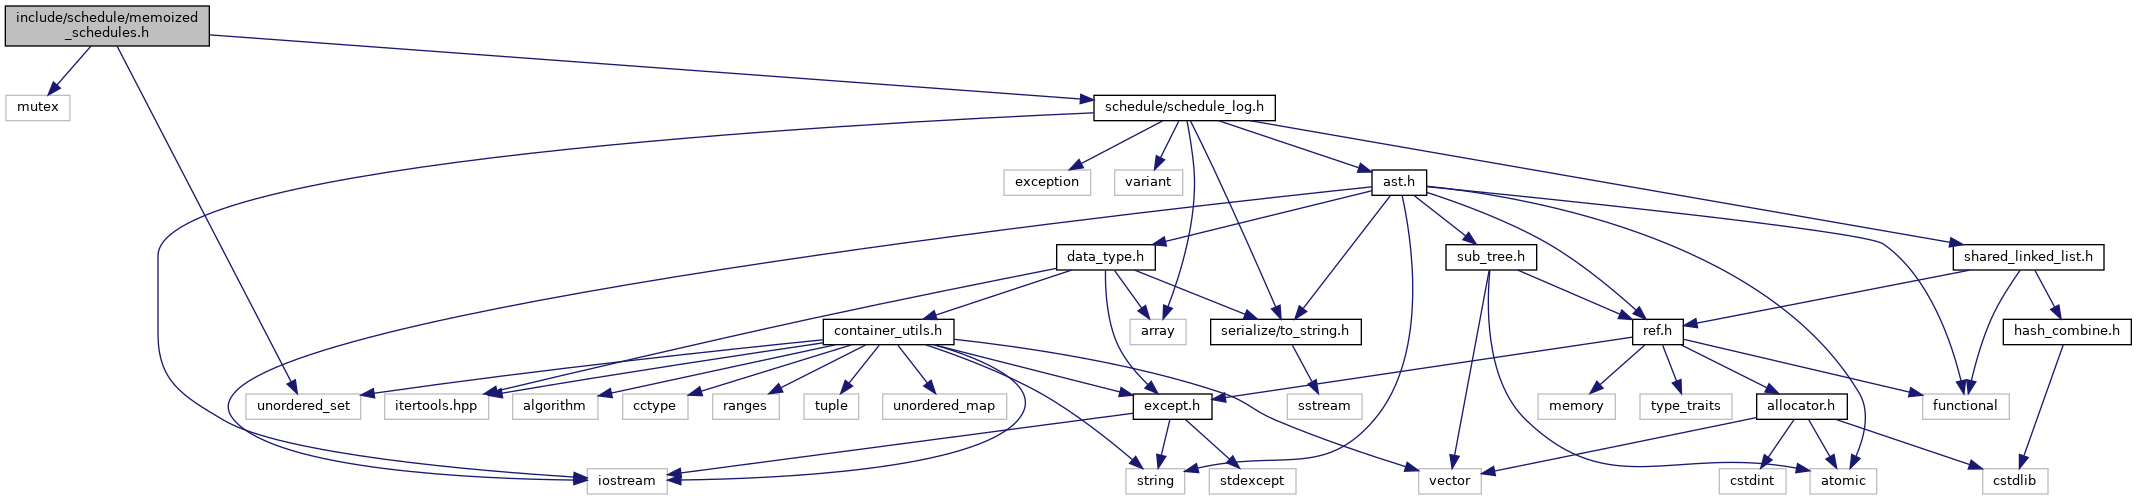 include/schedule/memoized
_schedules.h
mutex
schedule/schedule_log.h
exception
variant
ast.h
data_type.h
sub_tree.h
shared_linked_list.h
container_utils.h
array
serialize/to_string.h
ref.h
hash_combine.h
unordered_set
itertools.hpp
algorithm
cctype
ranges
tuple
unordered_map
except.h
sstream
memory
type_traits
allocator.h
functional
iostream
string
stdexcept
vector
cstdint
atomic
cstdlib